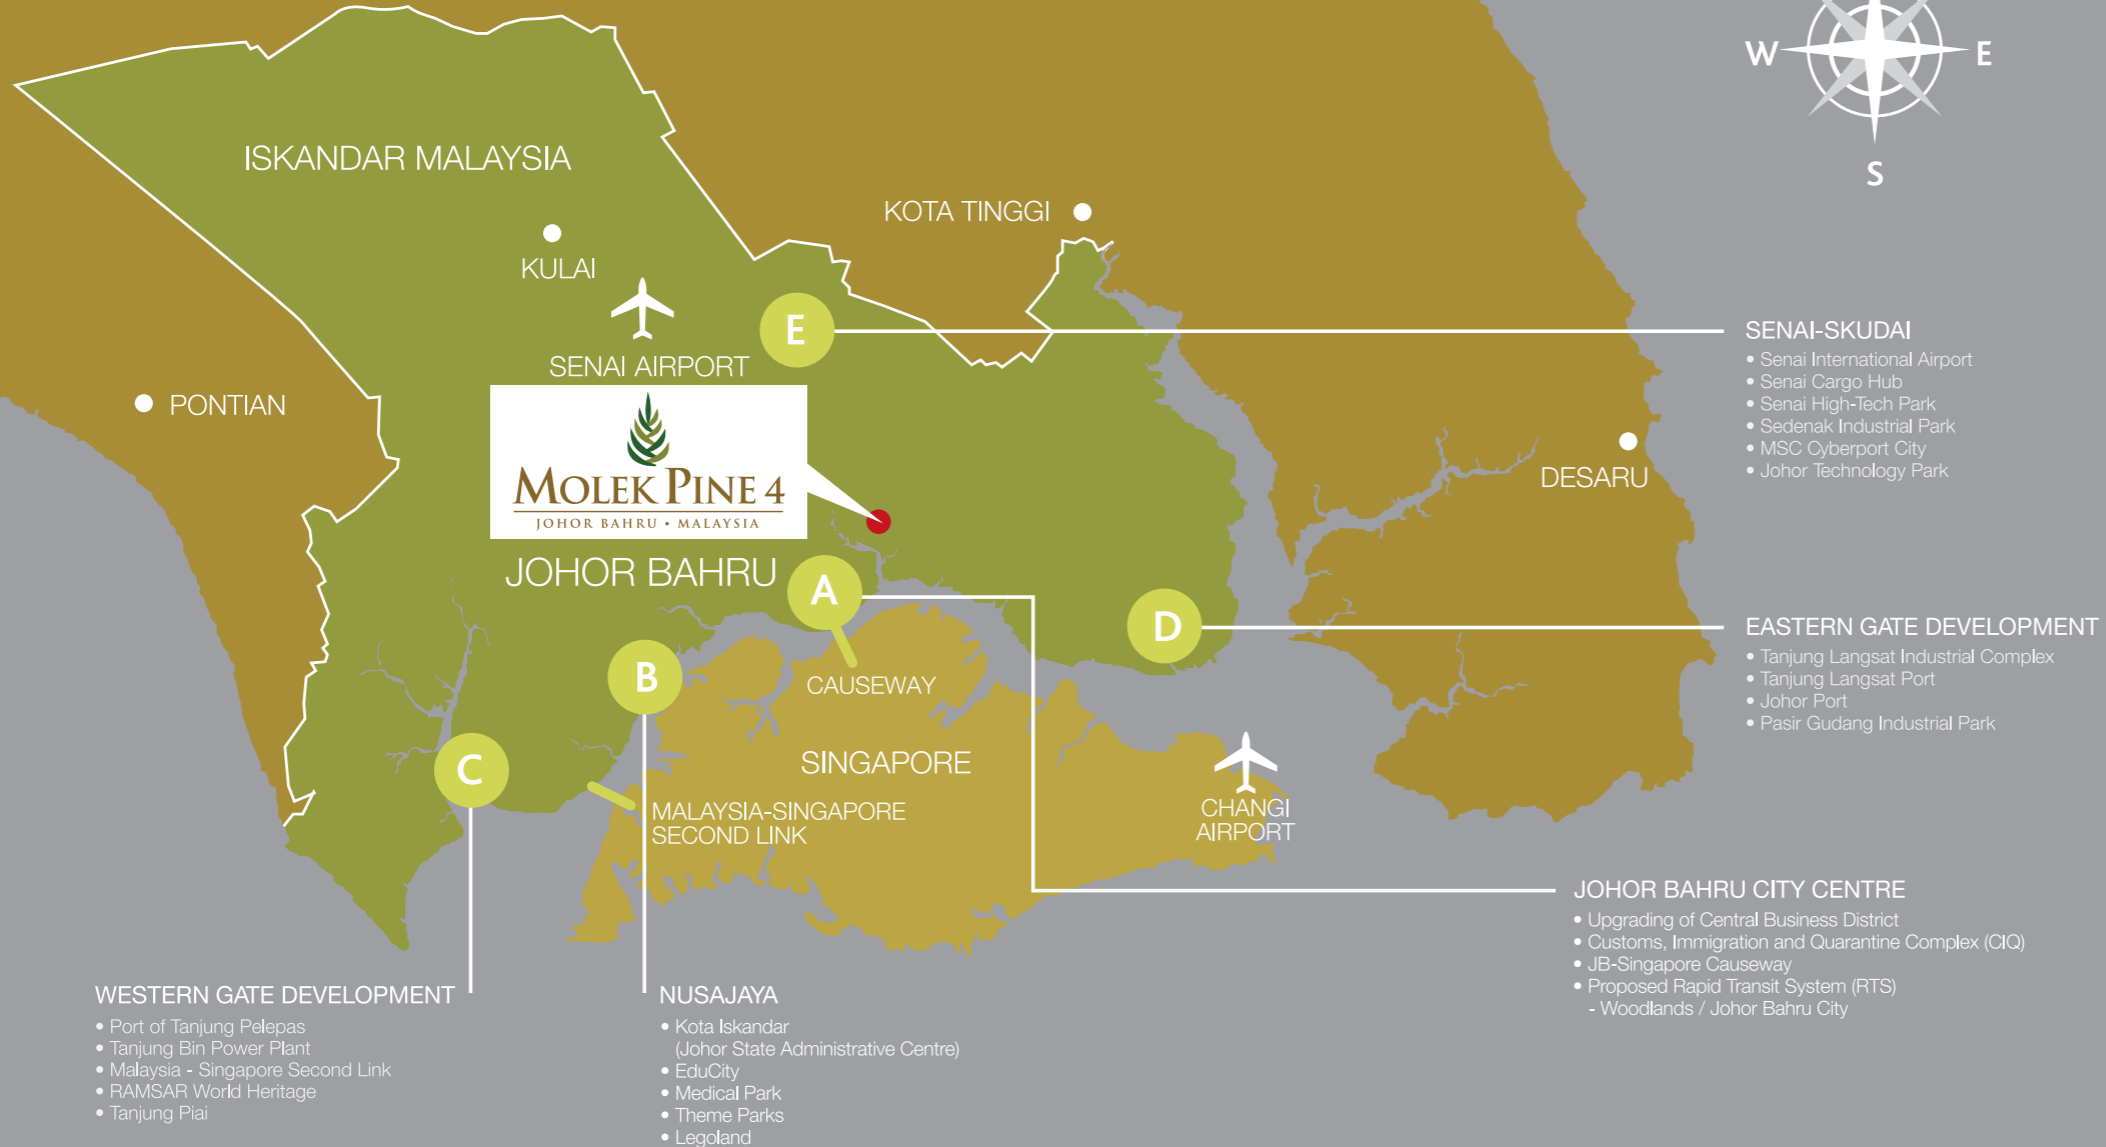 W
E
S
ISKANDAR MALAYSIA
KOTA TINGGI
KULAI
E
SENAI AIRPORT
PONTIAN
MOLEK PINE 4
JOHOR BAHRU • MALAYSIA
DESARU
JOHOR BAHRU
A
B
C
D
CAUSEWAY
SINGAPORE
MALAYSIA-SINGAPORE
SECOND LINK
CHANGI
AIRPORT
SENAI-SKUDAI
• Senai International Airport
• Senai Cargo Hub
• Senai High-Tech Park
• Sedenak Industrial Park
• MSC Cyberport City
• Johor Technology Park
EASTERN GATE DEVELOPMENT
• Tanjung Langsat Industrial Complex
• Tanjung Langsat Port
• Johor Port
• Pasir Gudang Industrial Park
JOHOR BAHRU CITY CENTRE
• Upgrading of Central Business District
• Customs, Immigration and Quarantine Complex (CIQ)
• JB-Singapore Causeway
• Proposed Rapid Transit System (RTS)
- Woodlands / Johor Bahru City
WESTERN GATE DEVELOPMENT
• Port of Tanjung Pelepas
• Tanjung Bin Power Plant
• Malaysia - Singapore Second Link
• RAMSAR World Heritage
• Tanjung Piai
NUSAJAYA
• Kota Iskandar
(Johor State Administrative Centre)
• EduCity
• Medical Park
• Theme Parks
• Legoland